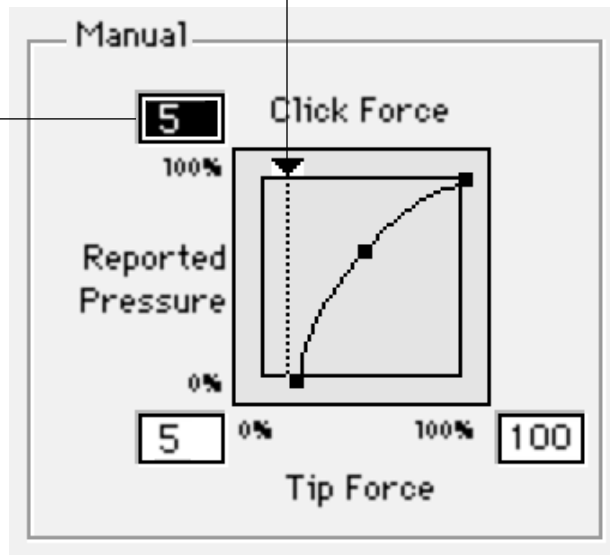 Manual
5 Click Force
100%
Reported
Pressure
0%
5 0% 100% 100
Tip Force